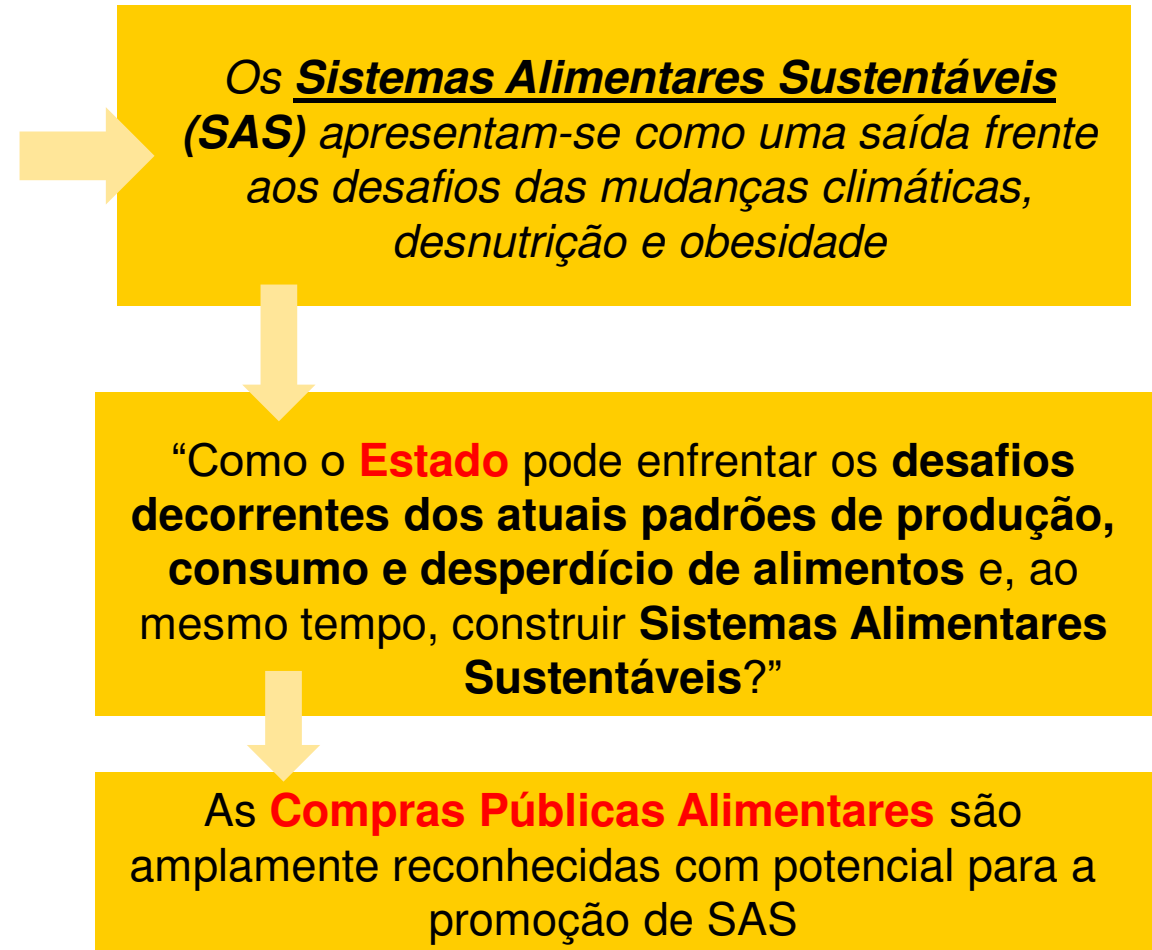 Os Sistemas Alimentares Sustentáveis
(SAS) apresentam-se como uma saída frente
aos desafios das mudanças climáticas,
desnutrição e obesidade
“Como o Estado pode enfrentar os desafios
decorrentes dos atuais padrões de produção,
consumo e desperdício de alimentos e, ao
mesmo tempo, construir Sistemas Alimentares
Sustentáveis?”
As Compras Públicas Alimentares são
amplamente reconhecidas com potencial para a
promoção de SAS